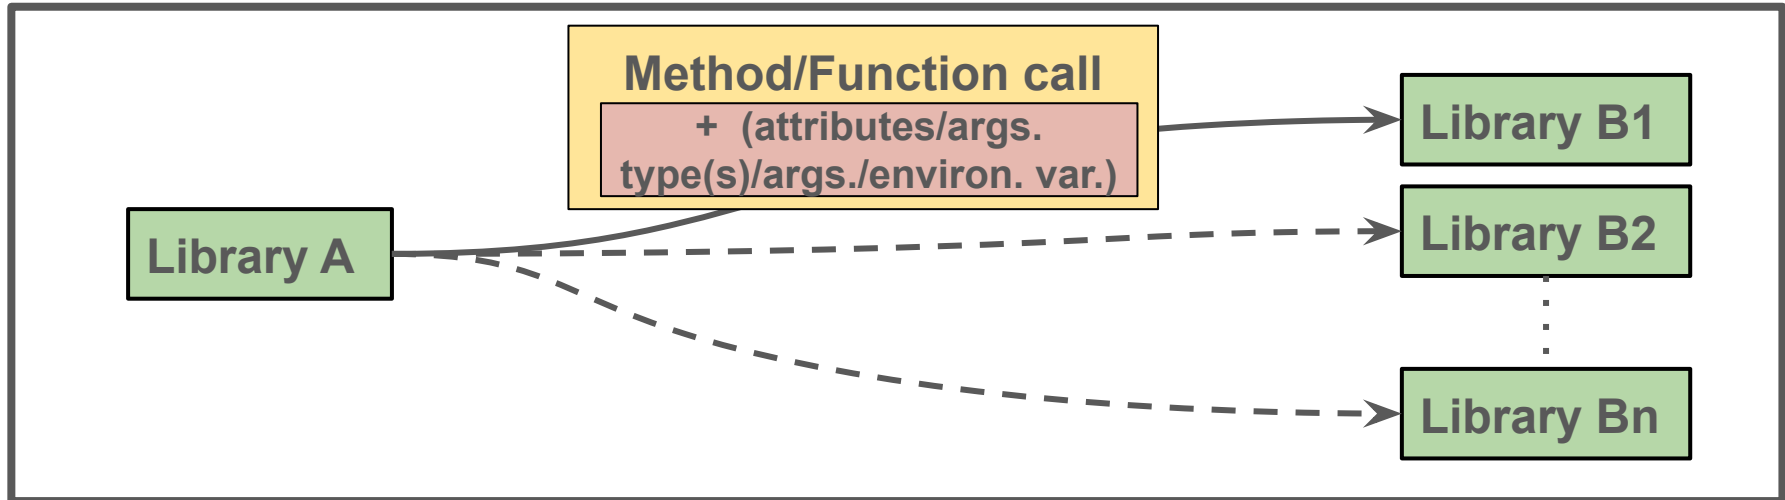 Method/Function call
+ (attributes/args.
type(s)/args./environ. var.)
Library B1
Library A
Library B2
Library Bn